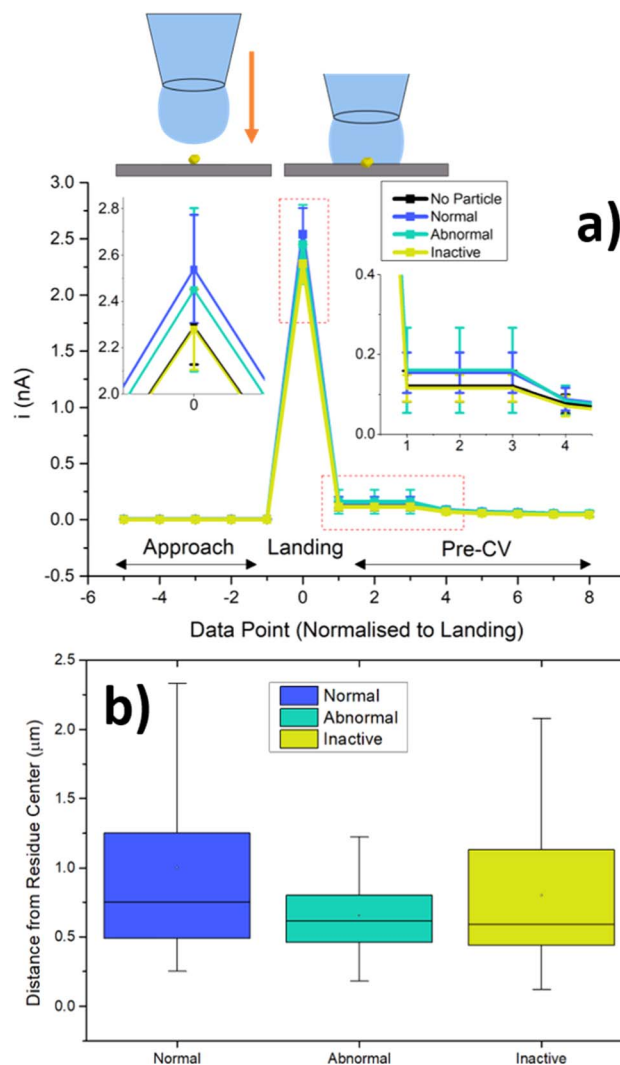 3.0
2.5
2.0
1.5
1.0
0.5
0.0
-0.5
i (nA)
2.8
2.6
2.4
2.2
2.0
0
No Particle
Normal
Abnormal
Inactive
a)
0.4
0.2
0.0
1 2 3 4
Approach Landing Pre-CV
-6 -4 -2 0 2 4 6 8
Data Point (Normalised to Landing)
2.5
2.0
1.5
1.0
0.5
0.0
Distance from Residue Center (μm)
b)
Normal
Abnormal
Inactive
Normal Abnormal Inactive